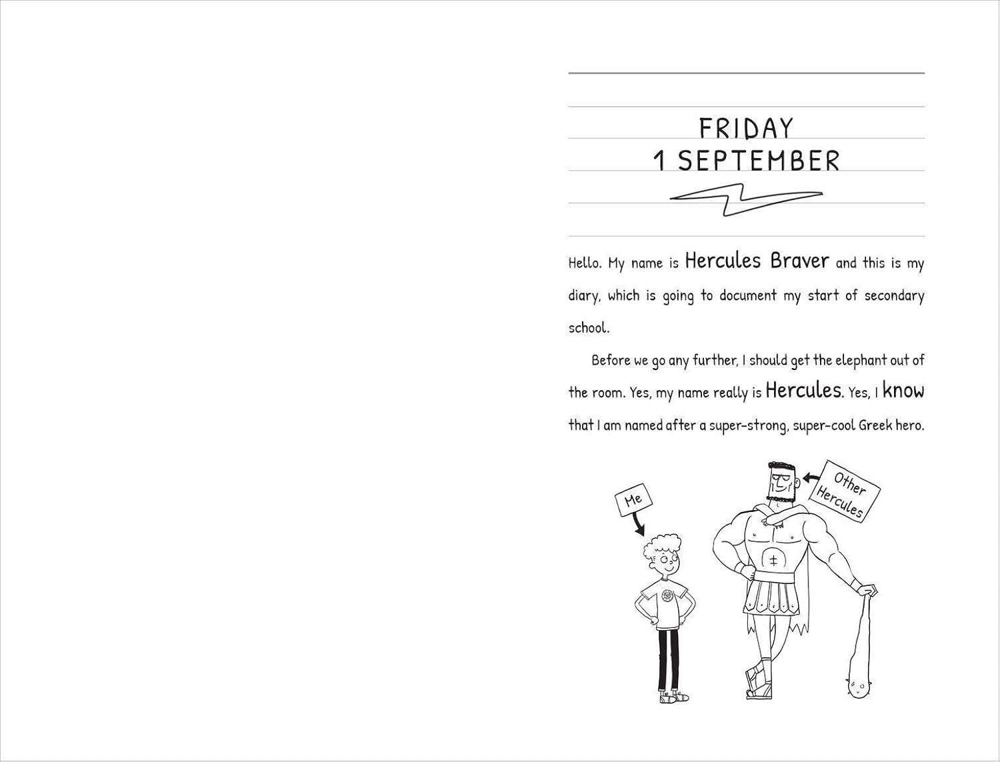 FRIDAY
1 SEPTEMBER
Hello. My name is Hercules Braver and this is my
diary, which is going to document my start of secondary
school.
Before we go any further, I should get the elephant out of
the room. Yes, my name really is Hercules. Yes, I know
that I am named after a super-strong, super-cool Greek hero.
Me
Other
Hercules